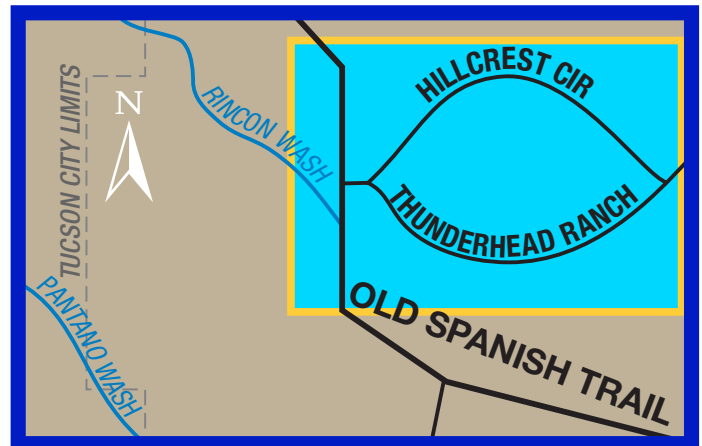 TUCSON CITY LIMITS
N
RINCON WASH
HILLCREST CIR
THUNDERHEAD RANCH
PANTANO WASH
OLD SPANISH TRAIL